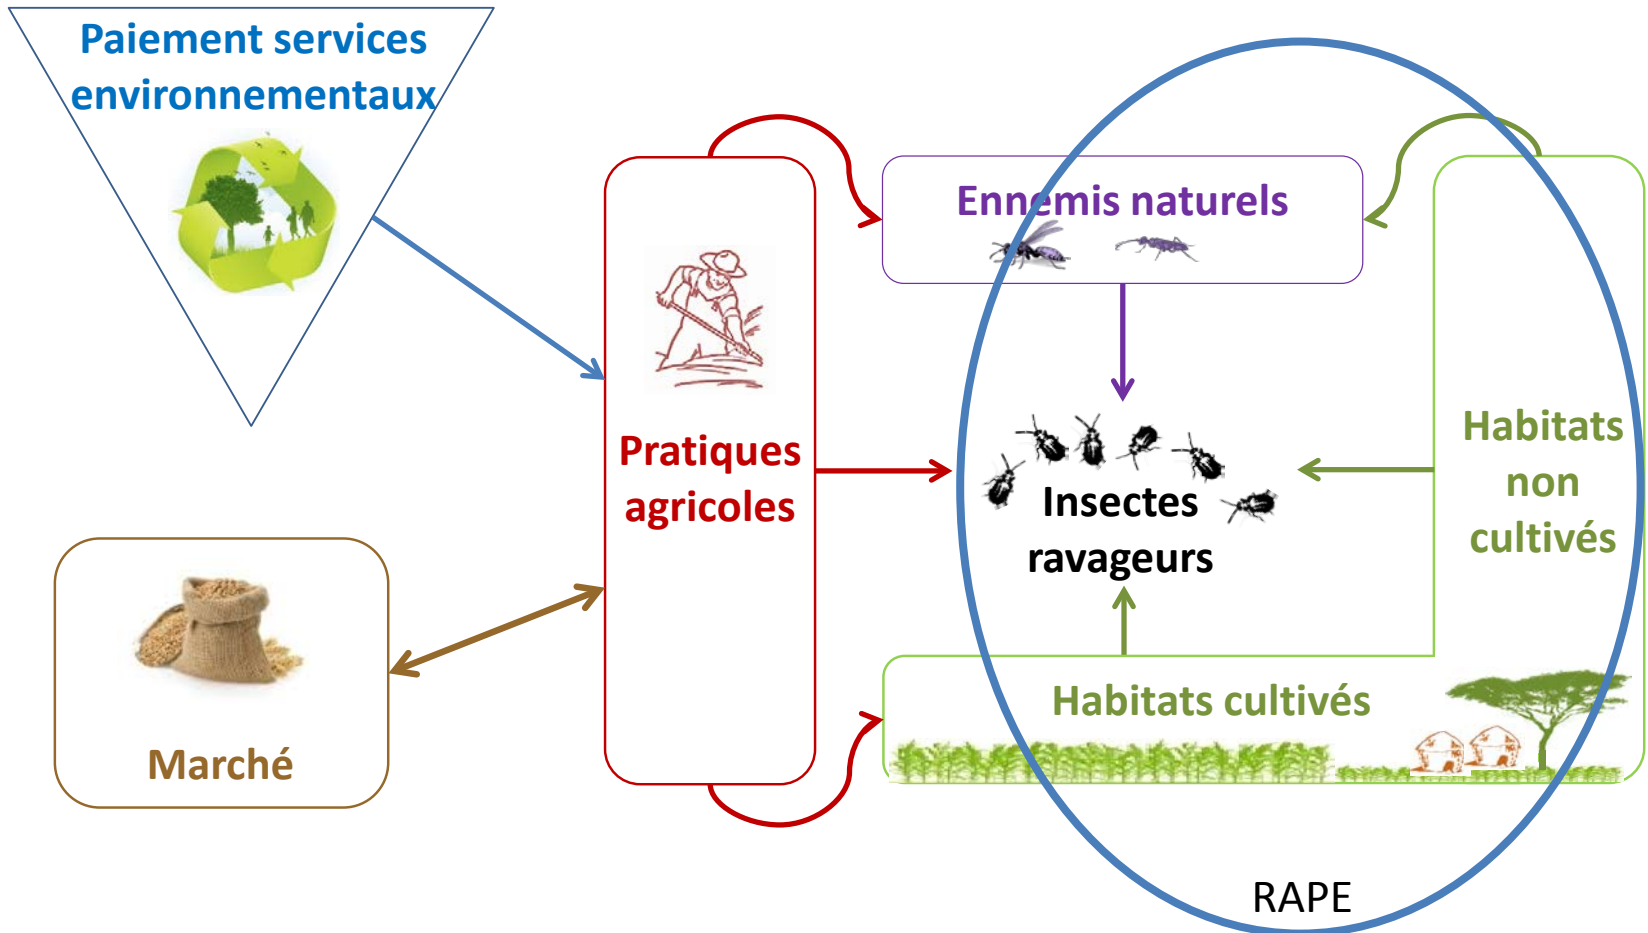 Paiement services
environnementaux
Ennemis naturels
Pratiques
agricoles
Insectes
ravageurs
Habitats
non
cultivés
Marché
Habitats cultivés
RAPE